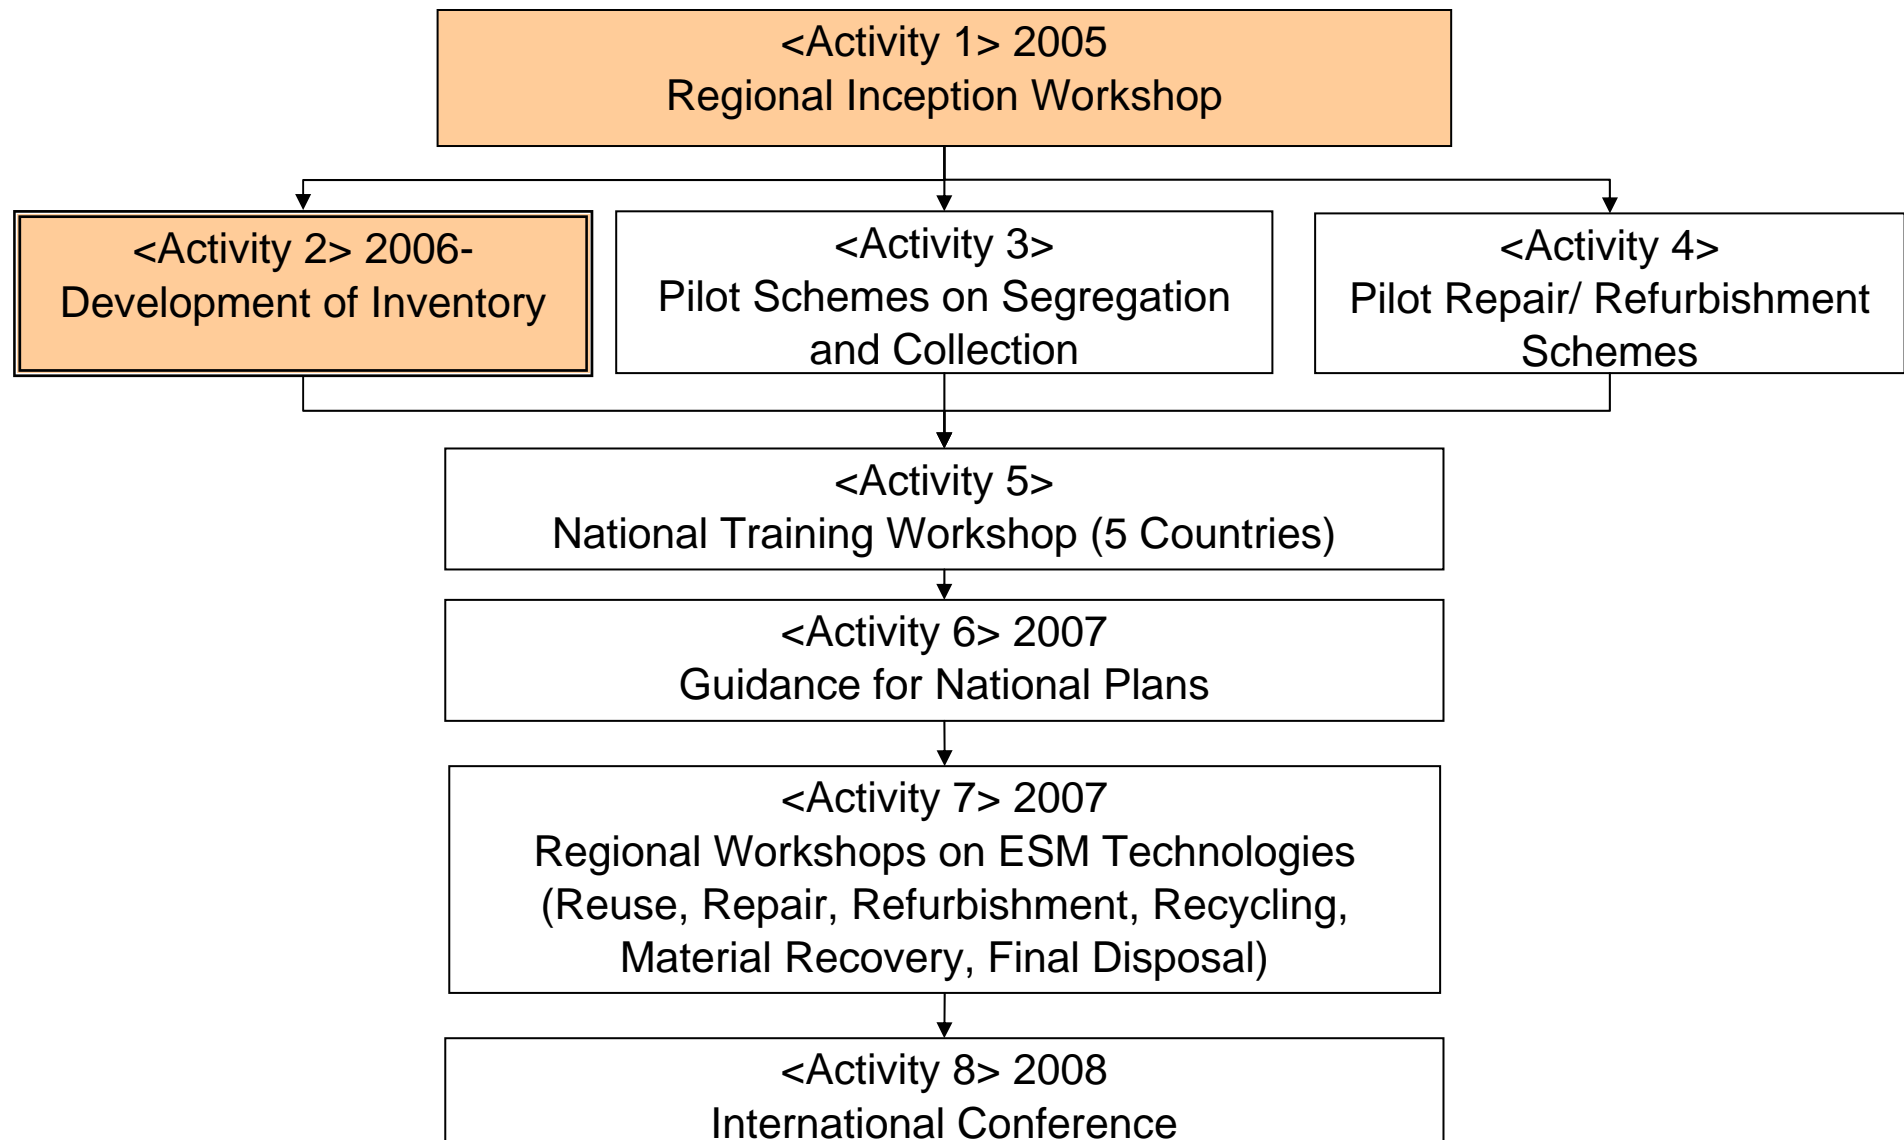 <Activity 1> 2005
Regional Inception Workshop
<Activity 2> 2006-
Development of Inventory
<Activity 3>
Pilot Schemes on Segregation
and Collection
<Activity 4>
Pilot Repair/ Refurbishment
Schemes
<Activity 5>
National Training Workshop (5 Countries)
<Activity 6> 2007
Guidance for National Plans
<Activity 7> 2007
Regional Workshops on ESM Technologies
(Reuse, Repair, Refurbishment, Recycling,
Material Recovery, Final Disposal)
<Activity 8> 2008
International Conference